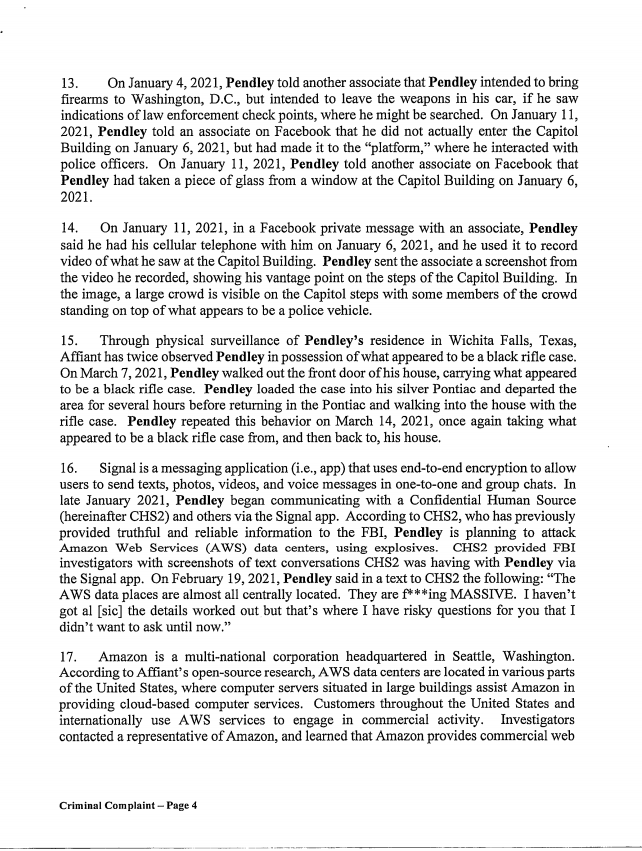 13. On January 4, 2021, Pendley told another associate that Pendley intended to bring
firearms to Washington, D.C., but intended to leave the weapons in his car, if he saw
indications of law enforcement check points, where he might be searched. On January 11,
2021, Pendley told an associate on Facebook that he did not actually enter the Capitol
Building on January 6, 2021, but had made it to the “platform,” where he interacted with
police officers. On January 11, 2021, Pendley told another associate on Facebook that
Pendley had taken a piece of glass from a window at the Capitol Building on January 6,
2021.
14. On January 11, 2021, in a Facebook private message with an associate, Pendley
said he had his cellular telephone with him on January 6, 2021, and he used it to record
video of what he saw at the Capitol Building. Pendley sent the associate a screenshot from
the video he recorded, showing his vantage point on the steps of the Capitol Building. In
the image, a large crowd is visible on the Capitol steps with some members of the crowd
standing on top of what appears to be a police vehicle.
15. Through physical surveillance of Pendley’s residence in Wichita Falls, Texas,
Affiant has twice observed Pendley in possession of what appeared to be a black rifle case.
On March 7, 2021, Pendley walked out the front door of his house, carrying what appeared
to be a black rifle case. Pendley loaded the case into his silver Pontiac and departed the
area for several hours before returning in the Pontiac and walking into the house with the
rifle case. Pendley repeated this behavior on March 14, 2021, once again taking what
appeared to be a black rifle case from, and then back to, his house.
16. Signal is a messaging application (i.e., app) that uses end-to-end encryption to allow
users to send texts, photos, videos, and voice messages in one-to-one and group chats. In
late January 2021, Pendley began communicating with a Confidential Human Source
(hereinafter CHS2) and others via the Signal app. According to CHS2, who has previously
provided truthful and reliable information to the FBI, Pendley is planning to attack
Amazon Web Services (AWS) data centers, using explosives. CHS2 provided FBI
investigators with screenshots of text conversations CHS2 was having with Pendley via
the Signal app. On February 19, 2021, Pendley said in a text to CHS2 the following: “The
AWS data places are almost all centrally located. They are f***ing MASSIVE. I haven’t
got al [sic] the details worked out but that’s where I have risky questions for you that I
didn’t want to ask until now.”
17. Amazon is a multi-national corporation headquartered in Seattle, Washington.
According to Affiant’s open-source research, AWS data centers are located in various parts
of the United States, where computer servers situated in large buildings assist Amazon in
providing cloud-based computer services. Customers throughout the United States and
internationally use AWS services to engage in commercial activity. Investigators
contacted a representative of Amazon, and learned that Amazon provides commercial web
Criminal Complaint – Page 4